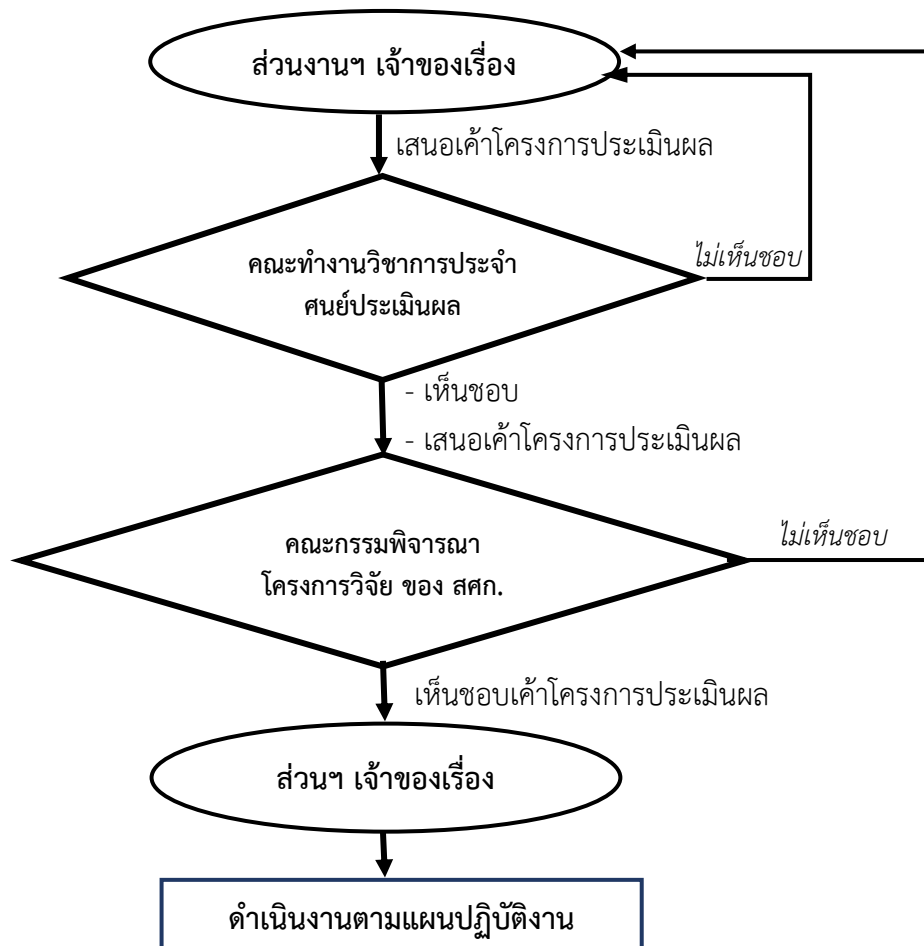 ส่วนงานฯ เจ้าของเรื่อง
เสนอเค้าโครงการประเมินผล
คณะทำงานวิชาการประจำ
ศนย์ประเมินผล
ไม่เห็นชอบ
- เห็นชอบ
- เสนอเค้าโครงการประเมินผล
คณะกรรมพิจารณา
โครงการวิจัย ของ สศก.
ไม่เห็นชอบ
เห็นชอบเค้าโครงการประเมินผล
ส่วนฯ เจ้าของเรื่อง
ดำเนินงานตามแผนปฏิบัติงาน